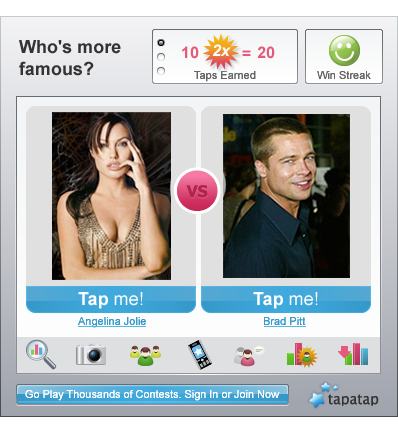 Who's more
famous?
10 2x = 20
Taps Earned
Win Streak
VS
Tap me!
Tap me!
Angelina Jolie
Brad Pitt
Go Play Thousands of Contests. Sign In or Join Now
tapatap